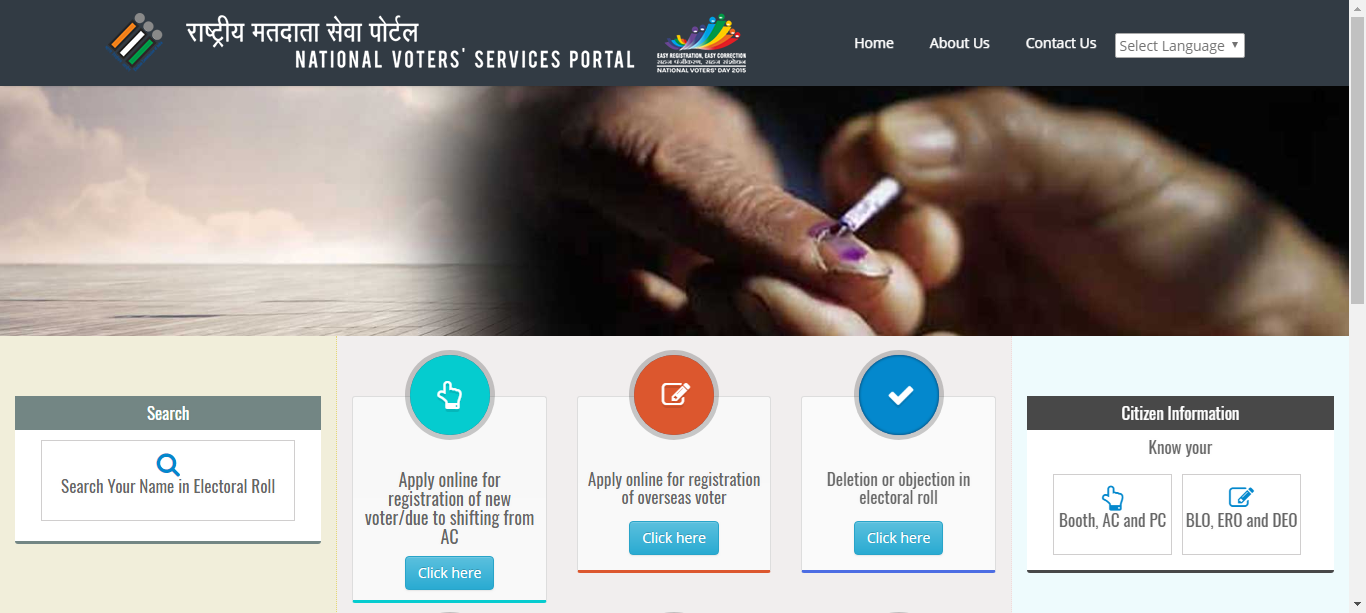 राष्ट्रीय मतदाता सेवा पोर्टल
NATIONAL VOTERS' SERVICES PORTAL
EASY REGISTRATION, EASY CORRECTION
NATIONAL VOTERS' DAY 2015
Home
About Us
Contact Us
Select Language
Search
Search Your Name in Electoral Roll
Apply online for
registration of new
voter/due to shifting from
AC
Click here
Apply online for registration
of overseas voter
Click here
Deletion or objection in
electoral roll
Click here
Citizen Information
Know your
Booth, AC and PC
BLO, ERO and DEO